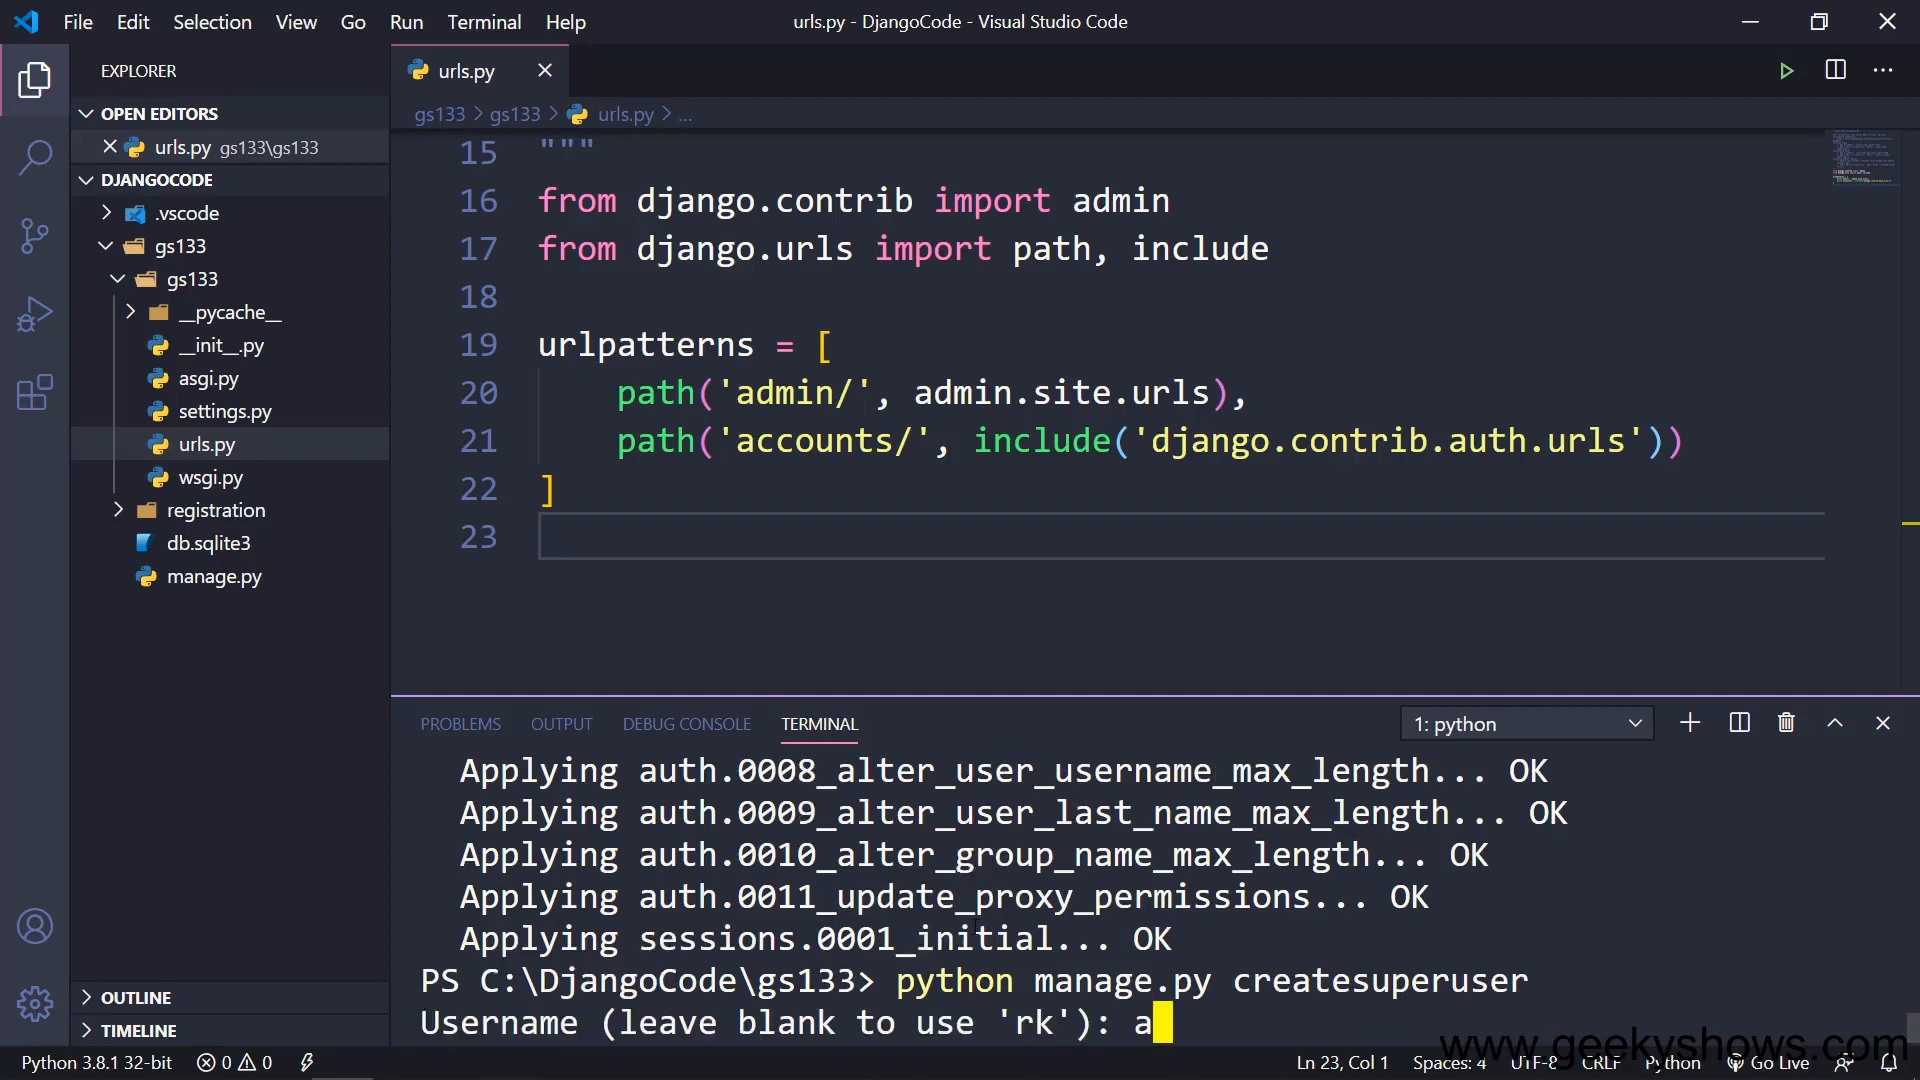 File Edit Selection View Go Run Terminal Help
urls.py - DjangoCode - Visual Studio Code
EXPLORER
OPEN EDITORS
urls.py gs133\gs133
DJANGOCODE
.vscode
gs133
gs133
__pycache__
__init__.py
asgi.py
settings.py
urls.py
wsgi.py
registration
db.sqlite3
manage.py
OUTLINE
TIMELINE
urls.py
gs133 > gs133 > urls.py > ...
15 """
16 from django.contrib import admin
17 from django.urls import path, include
18
19 urlpatterns = [
20 path('admin/', admin.site.urls),
21 path('accounts/', include('django.contrib.auth.urls'))
22 ]
23
PROBLEMS OUTPUT DEBUG CONSOLE TERMINAL 1: python
Applying auth.0008_alter_user_username_max_length... OK
Applying auth.0009_alter_user_last_name_max_length... OK
Applying auth.0010_alter_group_name_max_length... OK
Applying auth.0011_update_proxy_permissions... OK
Applying sessions.0001_initial... OK
PS C:\DjangoCode\gs133> python manage.py createsuperuser
Username (leave blank to use 'rk'): a
www.geekyshows.com
Python 3.8.1 32-bit 0 0 Ln 23, Col 1 Spaces: 4 UTF-8 CRLF Python Go Live